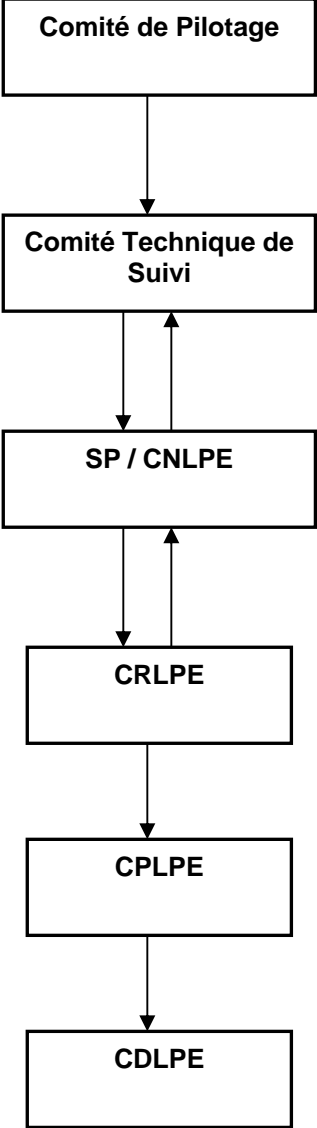 Comité de Pilotage
Comité Technique de
Suivi
SP / CNLPE
CRLPE
CPLPE
CDLPE